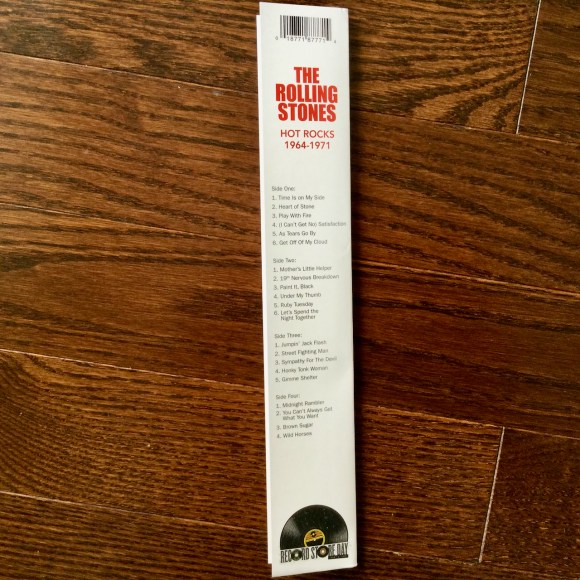 6 18771 87771 5
THE
ROLLING
STONES
HOT ROCKS
1964-1971
Side One:
1. Time Is on My Side
2. Heart of Stone
3. Play With Fire
4. (I Can't Get No) Satisfaction
5. As Tears Go By
6. Get Off Of My Cloud
Side Two:
1. Mother's Little Helper
2. 19th Nervous Breakdown
3. Paint It, Black
4. Under My Thumb
5. Ruby Tuesday
6. Let's Spend the
Night Together
Side Three:
1. Jumpin' Jack Flash
2. Street Fighting Man
3. Sympathy For The Devil
4. Honky Tonk Women
5. Gimme Shelter
Side Four:
1. Midnight Rambler
2. You Can't Always Get
What You Want
3. Brown Sugar
4. Wild Horses
RECORD STORE DAY